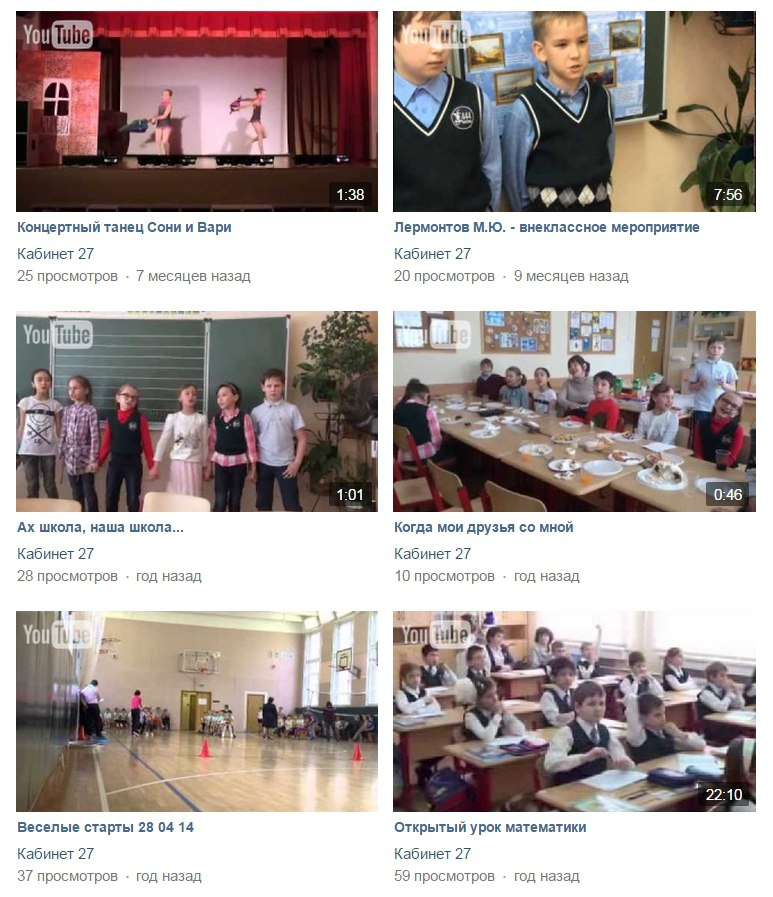 YouTube
YouTube
1:38
7:56
Концертный танец Сони и Вари
Лермонтов М.Ю. - внеклассное мероприятие
Кабинет 27
Кабинет 27
25 просмотров · 7 месяцев назад
20 просмотров · 9 месяцев назад
YouTube
YouTube
1:01
0:46
Ах школа, наша школа...
Когда мои друзья со мной
Кабинет 27
Кабинет 27
28 просмотров · год назад
10 просмотров · год назад
YouTube
YouTube
22:10
Веселые старты 28 04 14
Открытый урок математики
Кабинет 27
Кабинет 27
37 просмотров · год назад
59 просмотров · год назад